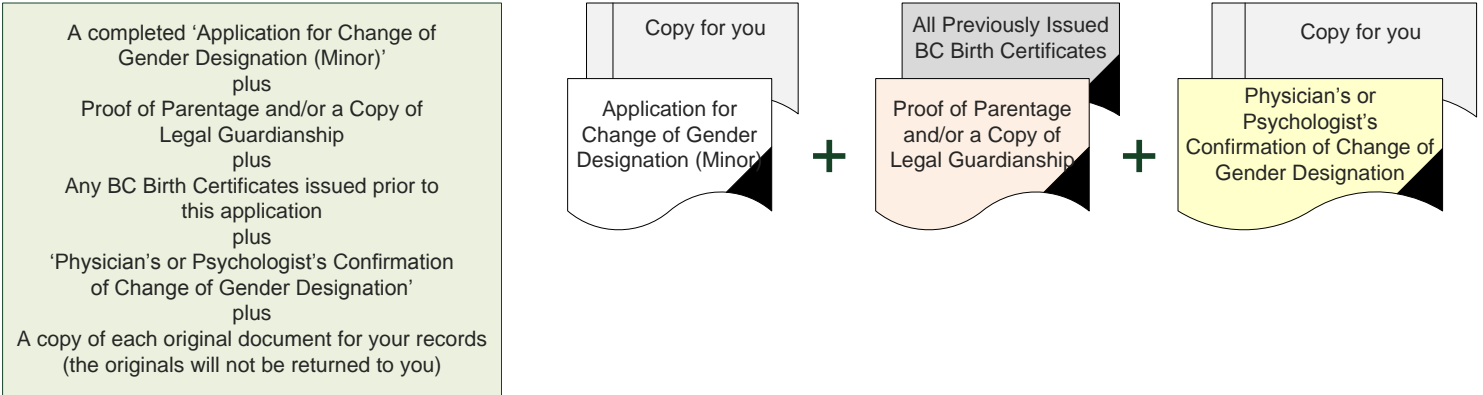 A completed ‘Application for Change of
Gender Designation (Minor)’
plus
Proof of Parentage and/or a Copy of
Legal Guardianship
plus
Any BC Birth Certificates issued prior to
this application
plus
‘Physician’s or Psychologist’s Confirmation
of Change of Gender Designation’
plus
A copy of each original document for your records
(the originals will not be returned to you)
Copy for you
Application for
Change of Gender
Designation (Minor)
+
All Previously Issued
BC Birth Certificates
Proof of Parentage
and/or a Copy of
Legal Guardianship
+
Copy for you
Physician’s or
Psychologist’s
Confirmation of Change of
Gender Designation